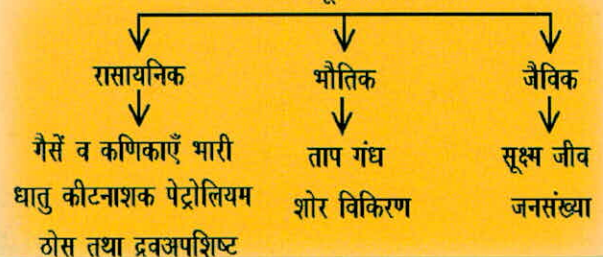 रासायनिक भौतिक जैविक
गैसें व कणिकाएँ भारी ताप गंध सूक्ष्म जीव
धातु कीटनाशक पेट्रोलियम शोर विकिरण जनसंख्या
ठोस तथा द्रवअपशिष्ट